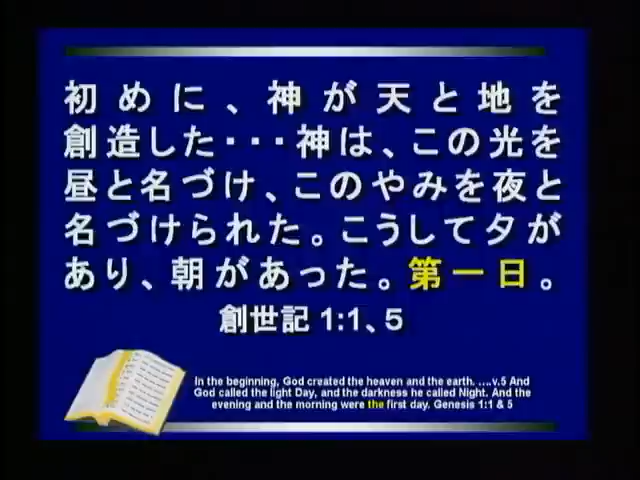 初めに、神が天と地を
創造した・・・神は、この光を
昼と名づけ、このやみを夜と
名づけられた。こうして夕が
あり、朝があった。第一日。
創世記 1:1、5
In the beginning, God created the heaven and the earth. ....v.5 And
God called the light Day, and the darkness he called Night. And the
evening and the morning were the first day. Genesis 1:1 & 5